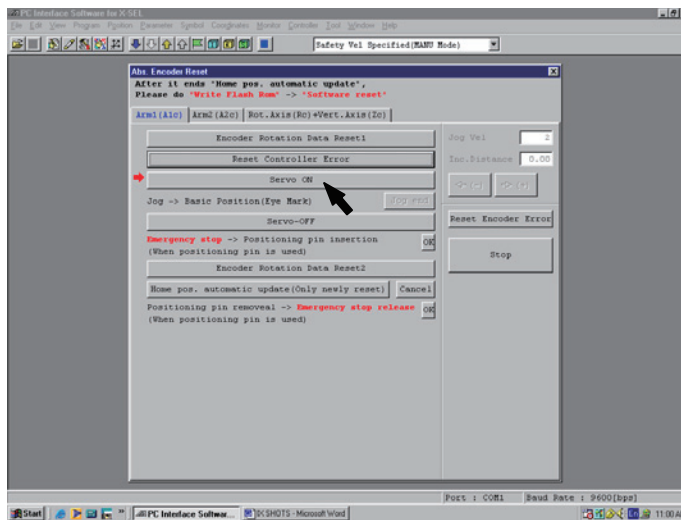 PC Interface Software for X-SEL
File Edit View Program Position Parameter Symbol Coordinates Monitor Controller Tool Window Help
Safety Vel Specified(MANU Mode)
Abs. Encoder Reset
After it ends "Home pos. automatic update",
Please do "Write Flash Rom" -> "Software reset"
Arm1(A1c) Arm2(A2c) Rot.Axis(Rc)+Vert.Axis(Zc)
Encoder Rotation Data Reset1
Reset Controller Error
Servo ON
Jog -> Basic Position(Eye Mark) Jog end
Servo-OFF
Emergency stop -> Positioning pin insertion OK
(When positioning pin is used)
Encoder Rotation Data Reset2
Home pos. automatic update(Only newly reset) Cancel
Positioning pin removeal -> Emergency stop release OK
(When positioning pin is used)
Jog Vel 2
Inc.Distance 0.00
(-) (+)
Reset Encoder Error
Stop
Port : COM1 Baud Rate : 9600[bps]
Start PC Interface Softwar... IX SHOTS - Microsoft Word En 11:00 A